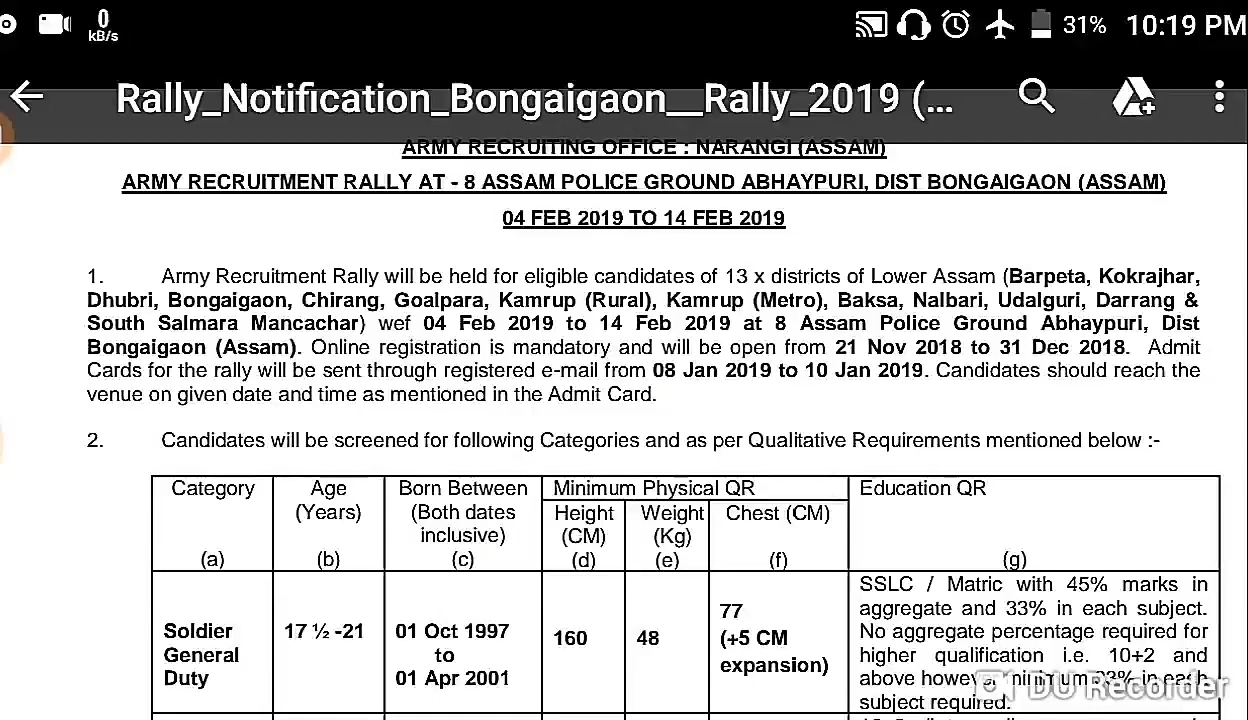 0
kB/s
31% 10:19 PM
Rally_Notification_Bongaigaon__Rally_2019 (...
ARMY RECRUITING OFFICE : NARANGI (ASSAM)
ARMY RECRUITMENT RALLY AT - 8 ASSAM POLICE GROUND ABHAYPURI, DIST BONGAIGAON (ASSAM)
04 FEB 2019 TO 14 FEB 2019
1. Army Recruitment Rally will be held for eligible candidates of 13 x districts of Lower Assam (Barpeta, Kokrajhar,
Dhubri, Bongaigaon, Chirang, Goalpara, Kamrup (Rural), Kamrup (Metro), Baksa, Nalbari, Udalguri, Darrang &
South Salmara Mancachar) wef 04 Feb 2019 to 14 Feb 2019 at 8 Assam Police Ground Abhaypuri, Dist
Bongaigaon (Assam). Online registration is mandatory and will be open from 21 Nov 2018 to 31 Dec 2018. Admit
Cards for the rally will be sent through registered e-mail from 08 Jan 2019 to 10 Jan 2019. Candidates should reach the
venue on given date and time as mentioned in the Admit Card.
2. Candidates will be screened for following Categories and as per Qualitative Requirements mentioned below :-
Category
(a)
Age
(Years)
(b)
Born Between
(Both dates
inclusive)
(c)
Minimum Physical QR
Height
(CM)
(d)
Weight
(Kg)
(e)
Chest (CM)
(f)
Education QR
(g)
Soldier
General
Duty
17 ½ -21
01 Oct 1997
to
01 Apr 2001
160
48
77
(+5 CM
expansion)
SSLC / Matric with 45% marks in
aggregate and 33% in each subject.
No aggregate percentage required for
higher qualification i.e. 10+2 and
above however minimum 33% in each
subject required.
DU Recorder